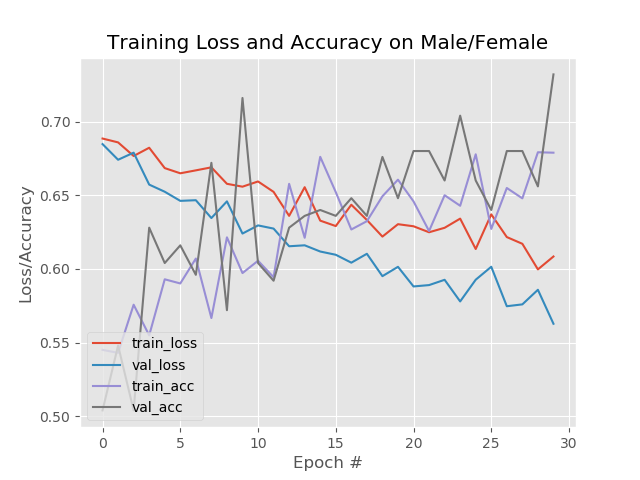 Training Loss and Accuracy on Male/Female
Loss/Accuracy
0.70
0.65
0.60
0.55
0.50
train_loss
val_loss
train_acc
val_acc
0 5 10 15 20 25 30
Epoch #